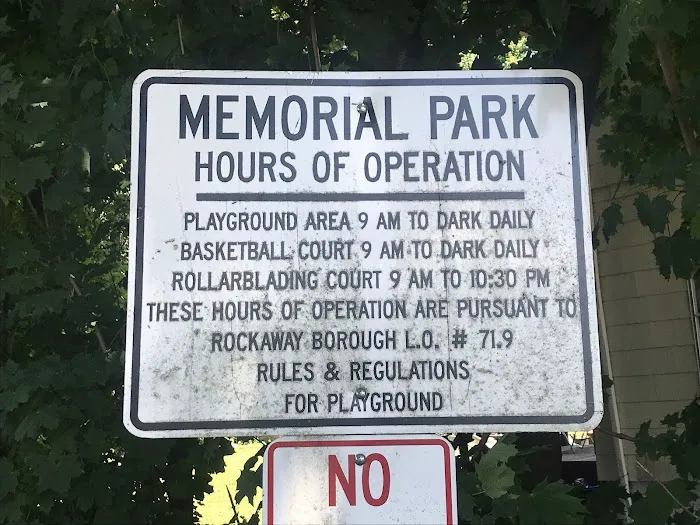 MEMORIAL PARK
HOURS OF OPERATION
PLAYGROUND AREA 9 AM TO DARK DAILY
BASKETBALL COURT 9 AM TO DARK DAILY
ROLLARBLADING COURT 9 AM TO 10:30 PM
THESE HOURS OF OPERATION ARE PURSUANT TO
ROCKAWAY BOROUGH L.O. # 71.9
RULES & REGULATIONS
FOR PLAYGROUND
NO